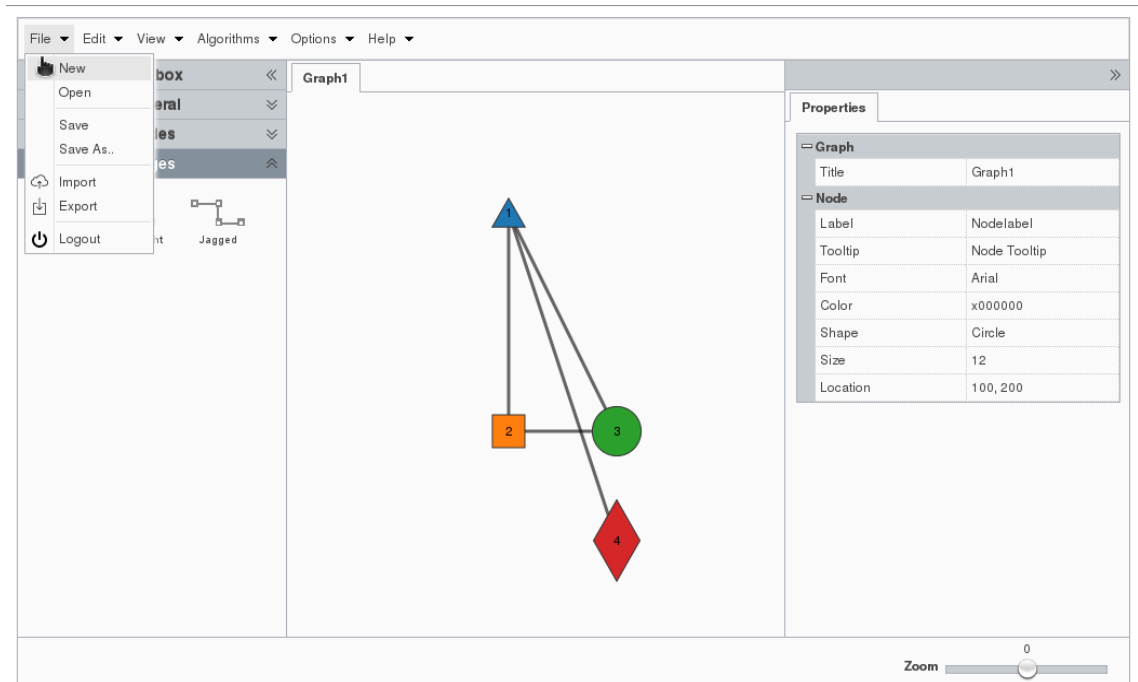 File Edit View Algorithms Options Help
New
Open
Save
Save As..
Import
Export
Logout
box
eral
les
es
ht Jagged
Graph1
1
2
3
4
Properties
Graph
Title Graph1
Node
Label Nodelabel
Tooltip Node Tooltip
Font Arial
Color x000000
Shape Circle
Size 12
Location 100, 200
0
Zoom